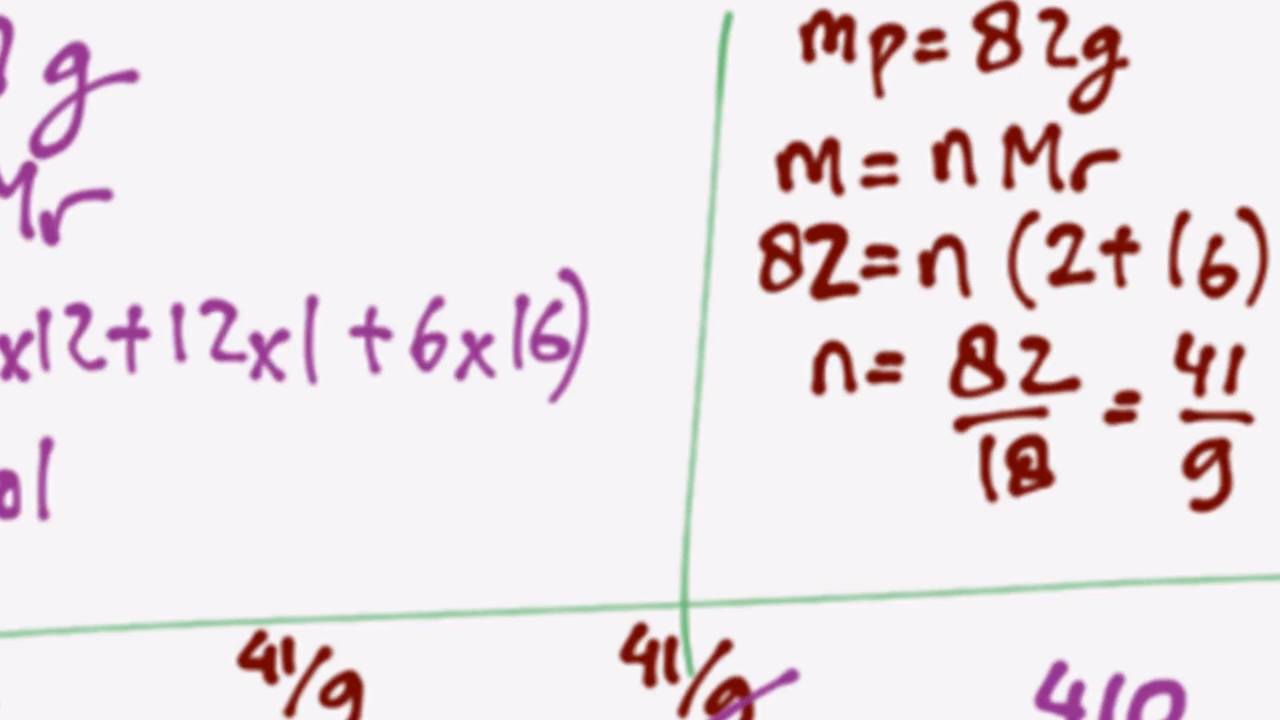 g
Mr
x12+12x1 + 6x16)
ol
mp= 82g
m= n Mr
82= n (2+ 16)
n= 82/18 = 41/9
41/9 41/9